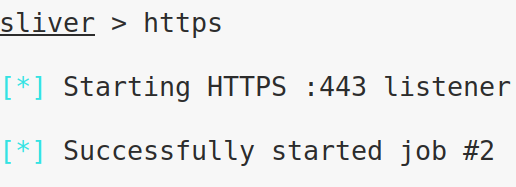 sliver > https
[*] Starting HTTPS :443 listener
[*] Successfully started job #2